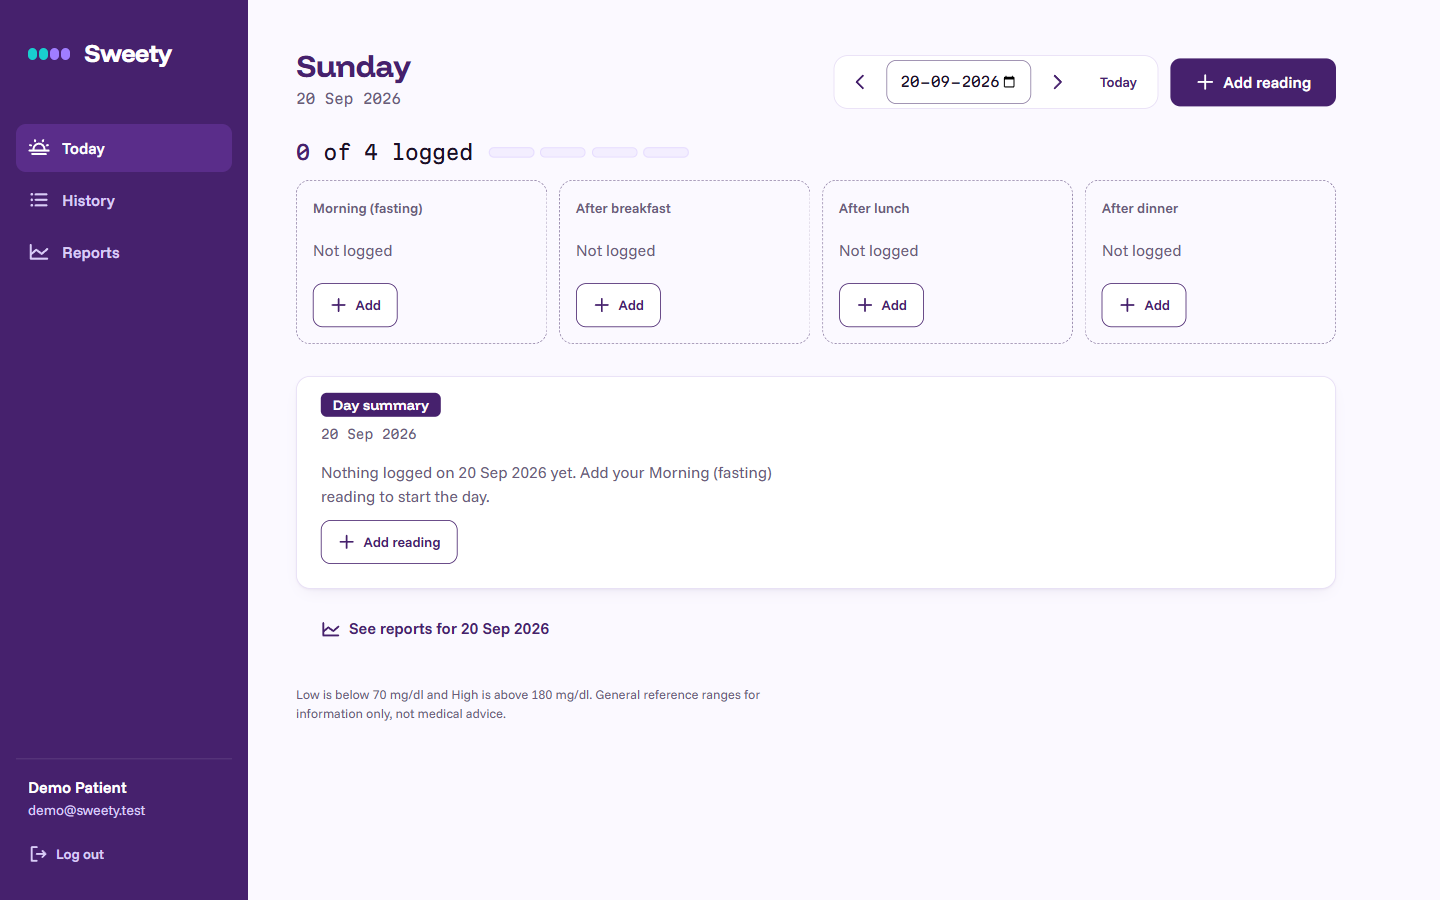 Sweety
Today
History
Reports
Demo Patient
demo@sweety.test
Log out
Sunday
20 Sep 2026
20-09-2026
Today
Add reading
0 of 4 logged
Morning (fasting)
Not logged
Add
After breakfast
Not logged
Add
After lunch
Not logged
Add
After dinner
Not logged
Add
Day summary
20 Sep 2026
Nothing logged on 20 Sep 2026 yet. Add your Morning (fasting)
reading to start the day.
Add reading
See reports for 20 Sep 2026
Low is below 70 mg/dl and High is above 180 mg/dl. General reference ranges for
information only, not medical advice.